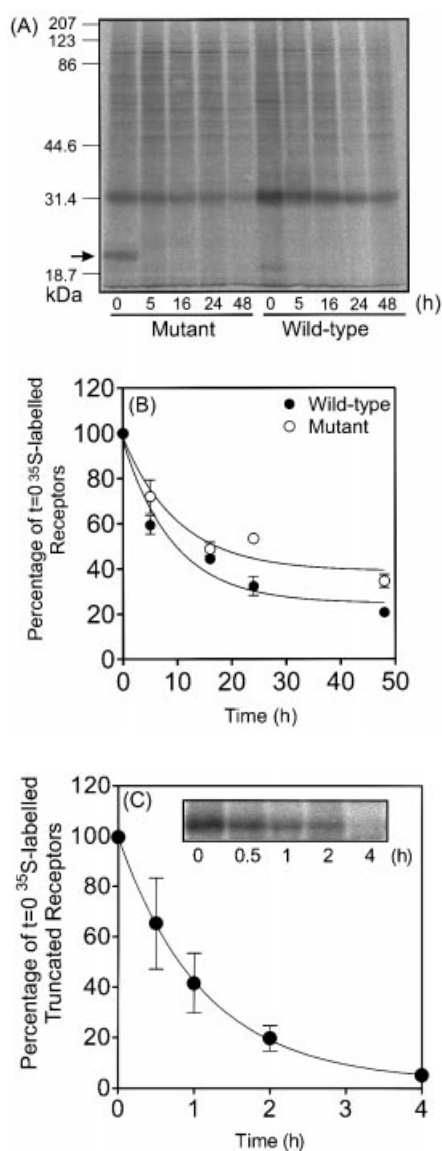 (A)
207
123
86
44.6
31.4
18.7
kDa
0 5 16 24 48 0 5 16 24 48 (h)
Mutant Wild-type
(B)
Wild-type
Mutant
Percentage of t=0 ³⁵S-labelled
Receptors
120
100
80
60
40
20
0
0 10 20 30 40 50
Time (h)
(C)
0 0.5 1 2 4 (h)
Percentage of t=0 ³⁵S-labelled
Truncated Receptors
120
100
80
60
40
20
0
0 1 2 3 4
Time (h)